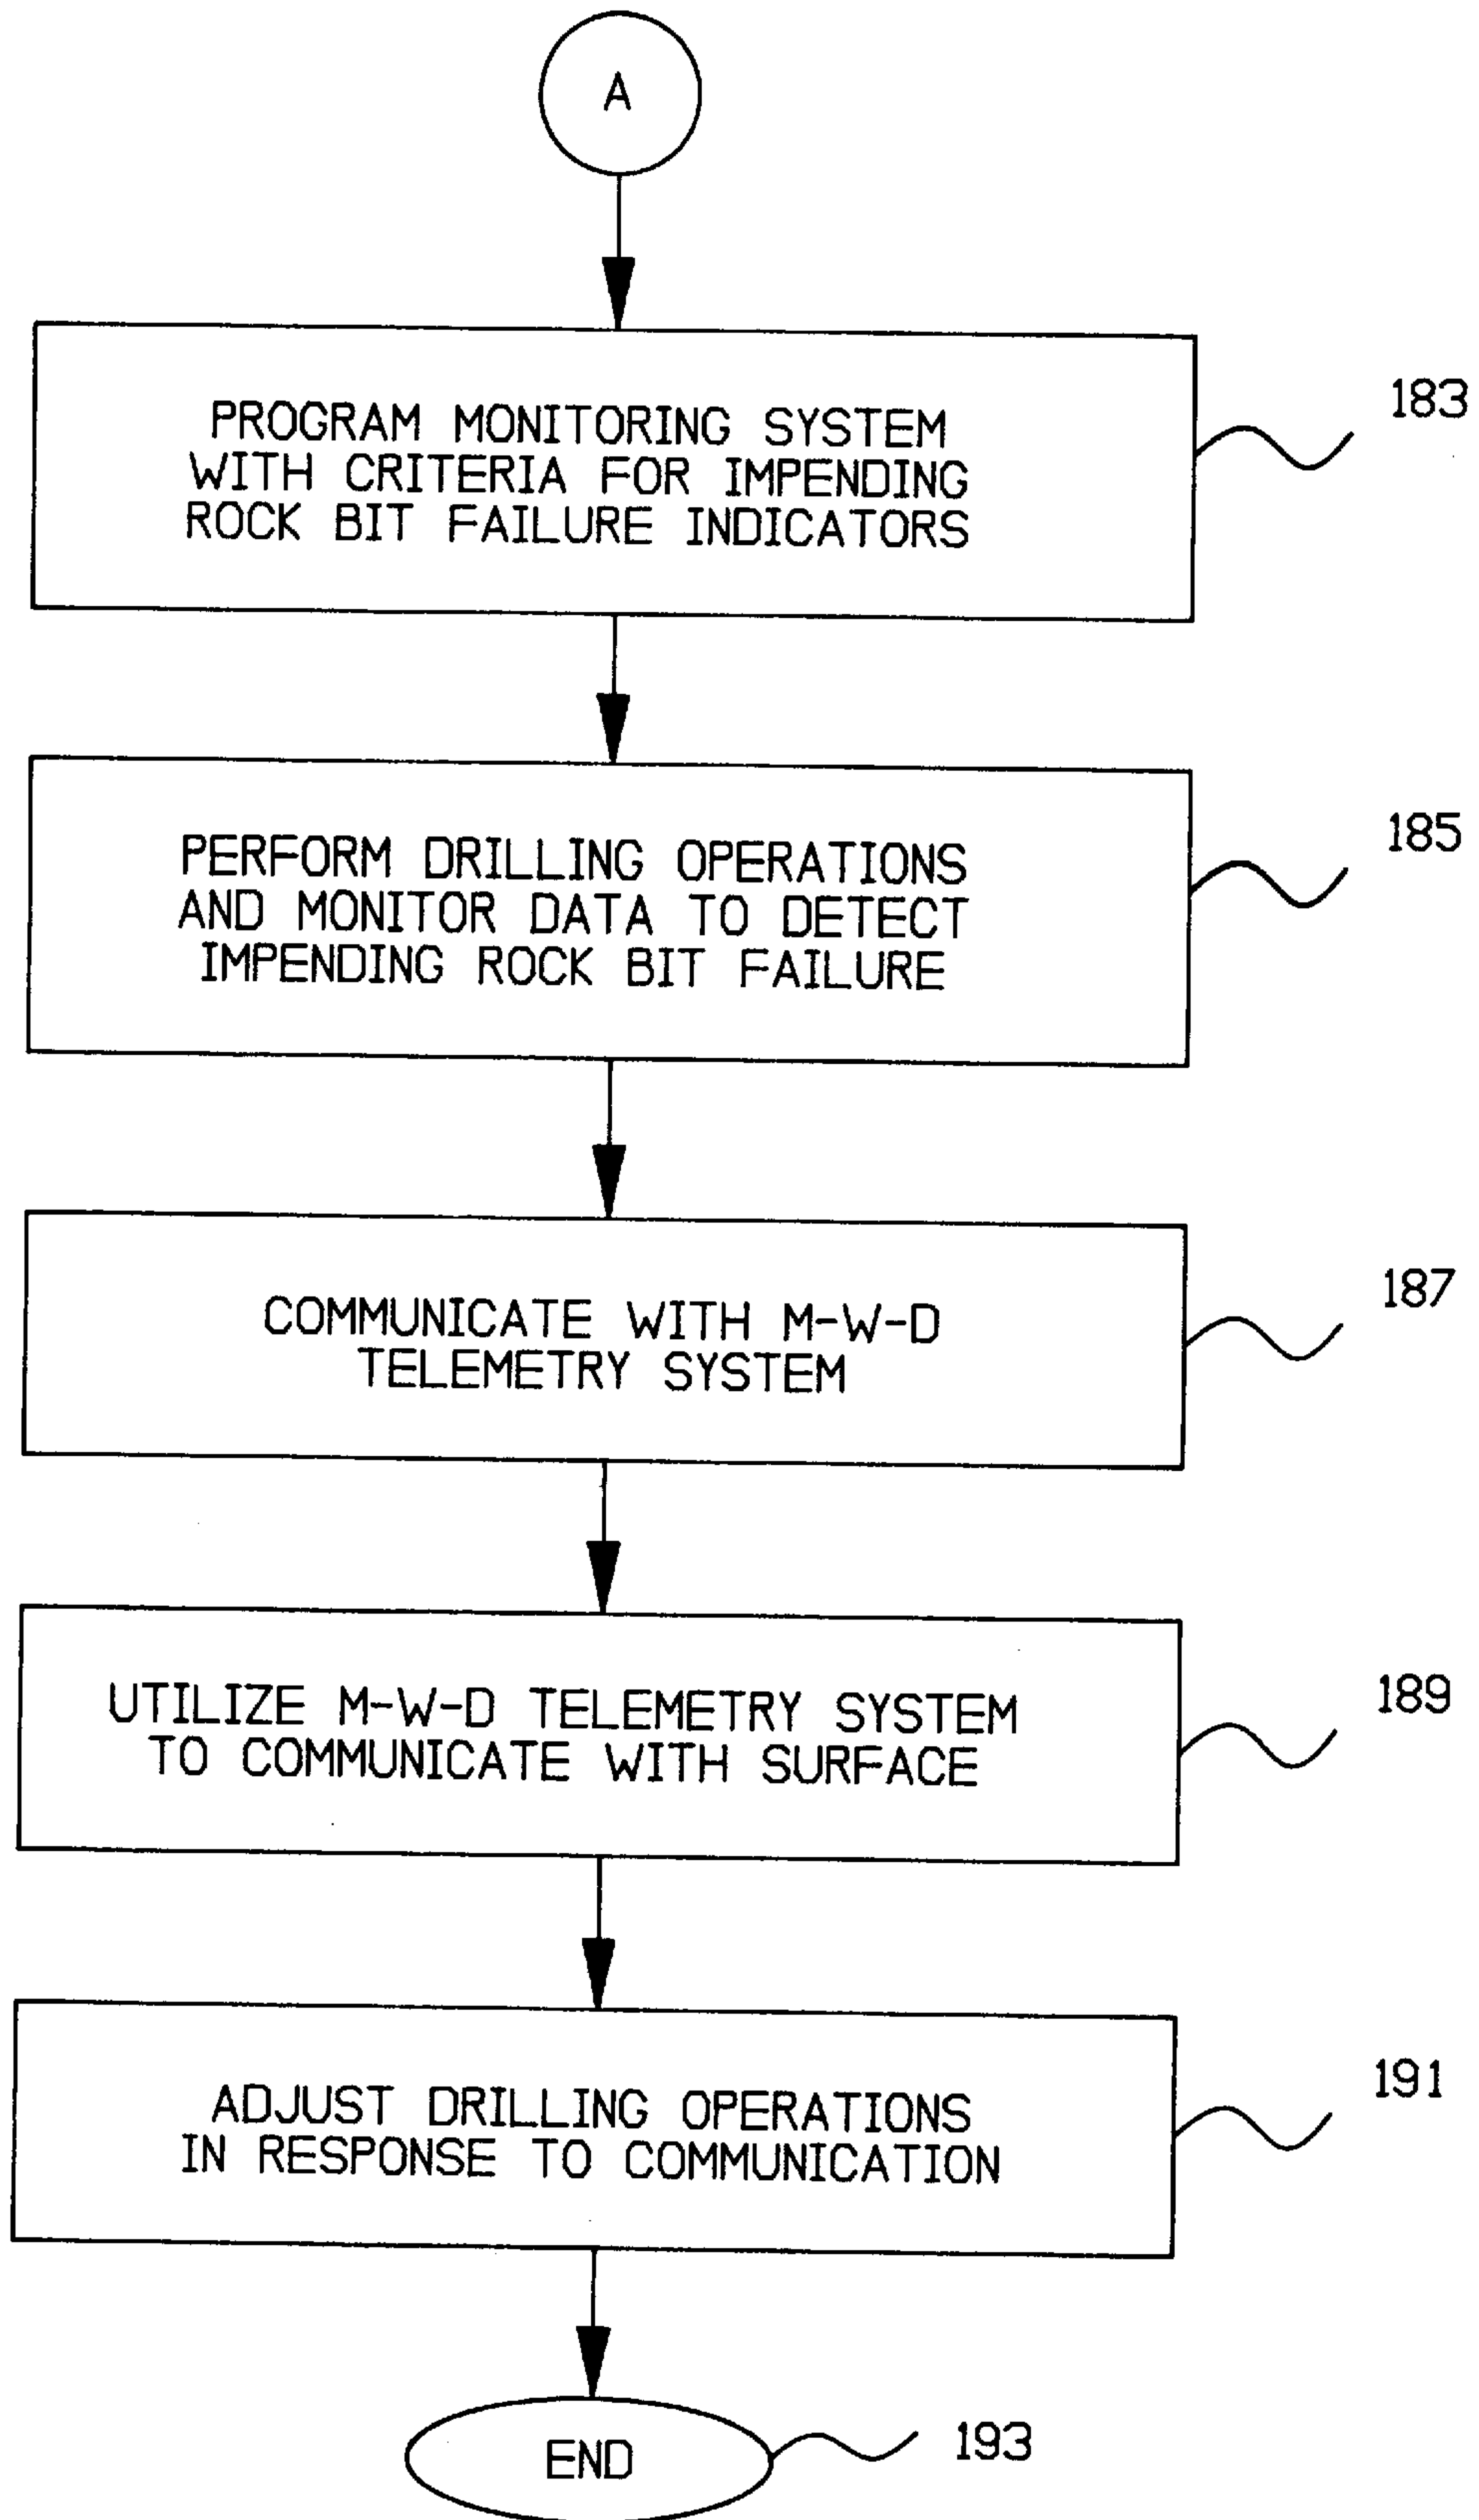 A
PROGRAM MONITORING SYSTEM
WITH CRITERIA FOR IMPENDING
ROCK BIT FAILURE INDICATORS
183
PERFORM DRILLING OPERATIONS
AND MONITOR DATA TO DETECT
IMPENDING ROCK BIT FAILURE
185
COMMUNICATE WITH M-W-D
TELEMETRY SYSTEM
187
UTILIZE M-W-D TELEMETRY SYSTEM
TO COMMUNICATE WITH SURFACE
189
ADJUST DRILLING OPERATIONS
IN RESPONSE TO COMMUNICATION
191
END
193